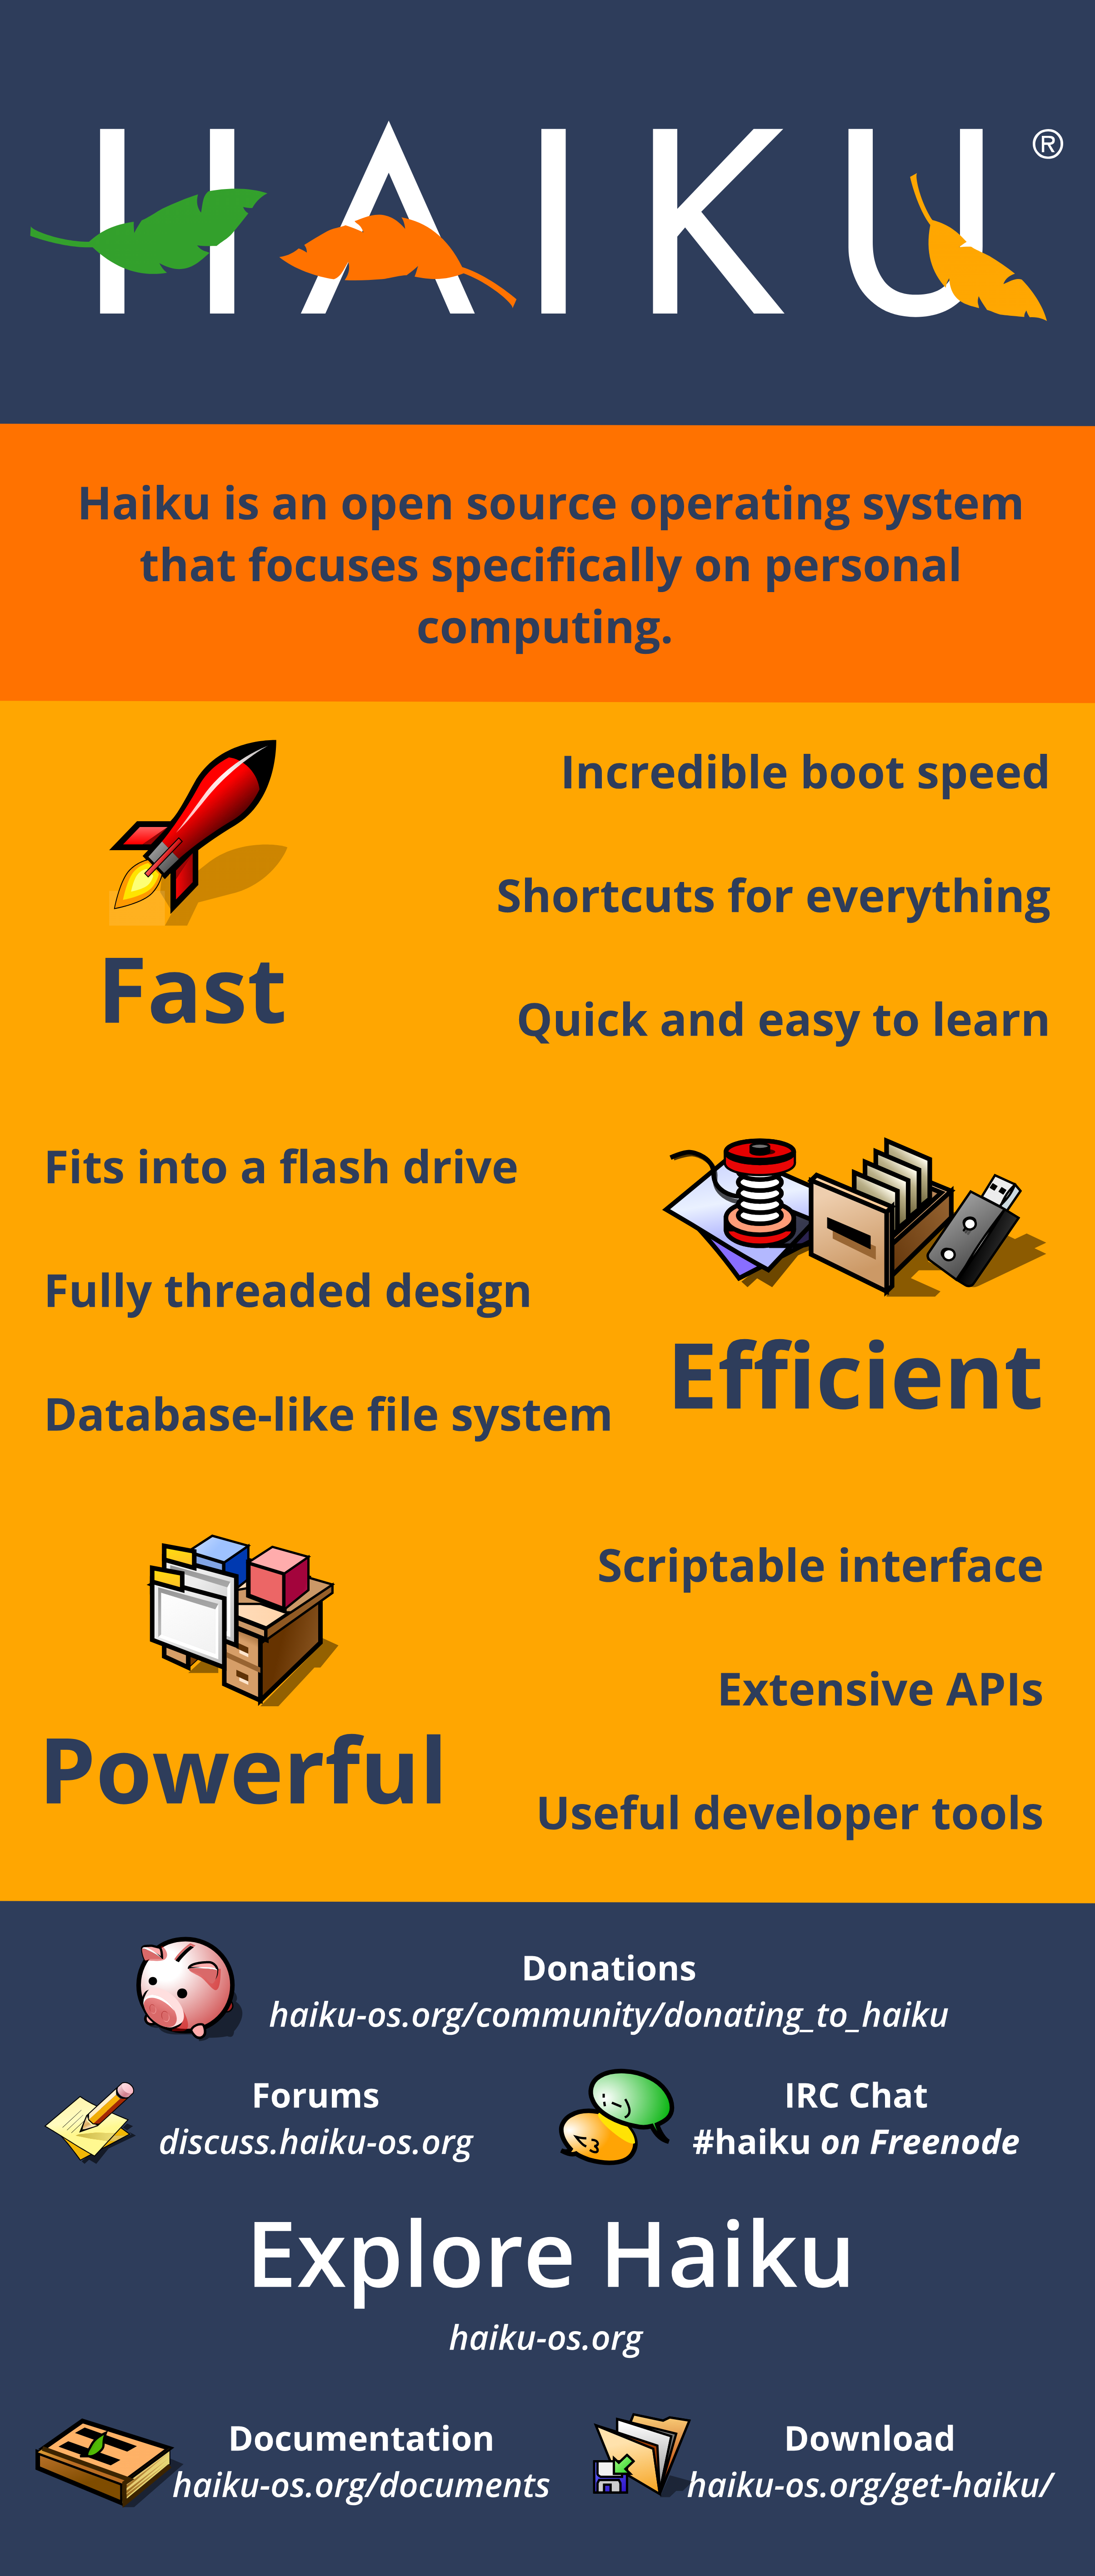 HAIKU®
Haiku is an open source operating system
that focuses specifically on personal
computing.
Fast
Incredible boot speed
Shortcuts for everything
Quick and easy to learn
Fits into a flash drive
Fully threaded design
Database-like file system
Efficient
Powerful
Scriptable interface
Extensive APIs
Useful developer tools
Donations
haiku-os.org/community/donating_to_haiku
Forums
discuss.haiku-os.org
:-)
<3
IRC Chat
#haiku on Freenode
Explore Haiku
haiku-os.org
Documentation
haiku-os.org/documents
Download
haiku-os.org/get-haiku/